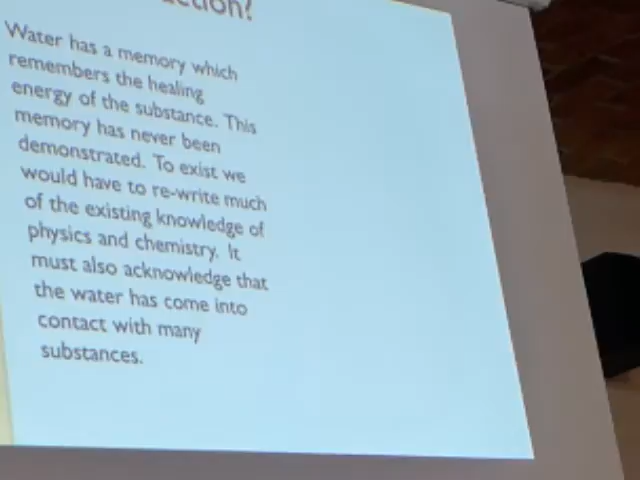 Water has a memory which
remembers the healing
energy of the substance. This
memory has never been
demonstrated. To exist we
would have to re-write much
of the existing knowledge of
physics and chemistry. It
must also acknowledge that
the water has come into
contact with many
substances.